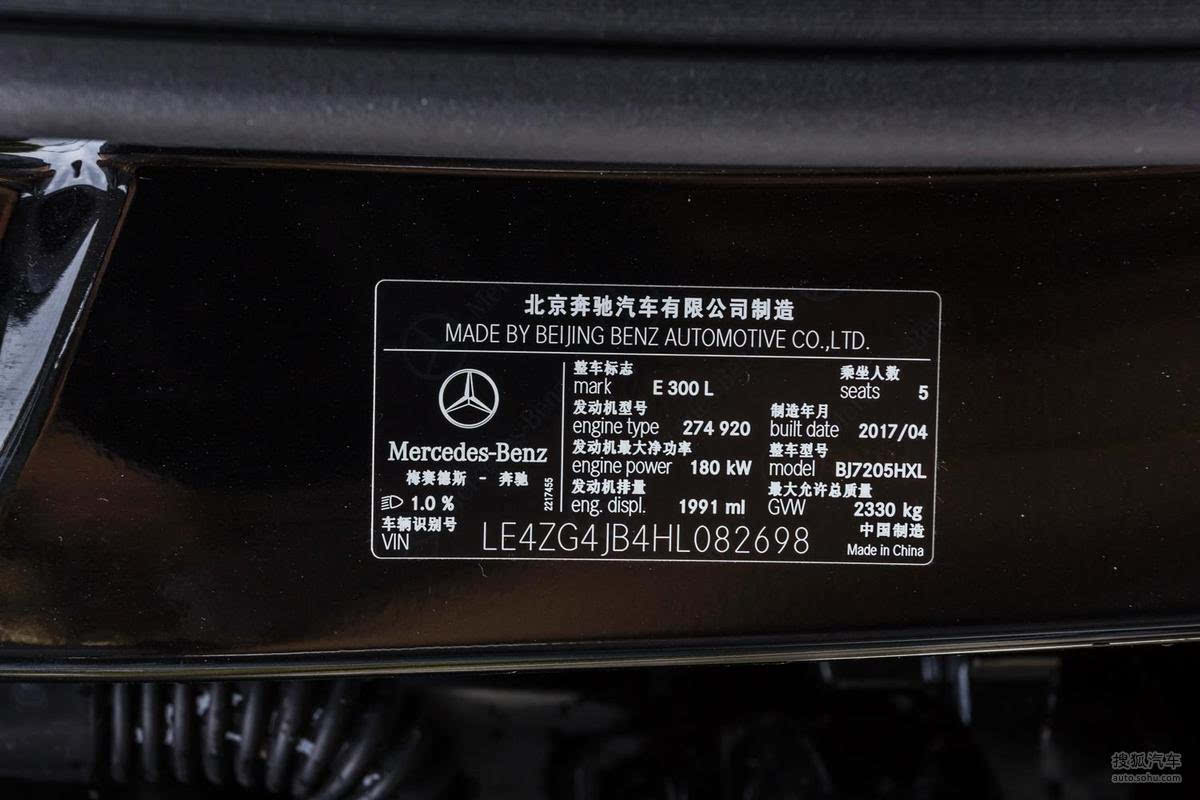 北京奔驰汽车有限公司制造
MADE BY BEIJING BENZ AUTOMOTIVE CO.,LTD.
Mercedes-Benz
梅赛德斯 - 奔驰
1.0 %
2217455
整车标志
mark E 300 L
乘坐人数
seats 5
发动机型号
engine type 274 920
制造年月
built date 2017/04
发动机最大净功率
engine power 180 kW
整车型号
model BJ7205HXL
发动机排量
eng. displ. 1991 ml
最大允许总质量
GVW 2330 kg
车辆识别号
VIN LE4ZG4JB4HL082698
中国制造
Made in China
搜狐汽车
auto.sohu.com